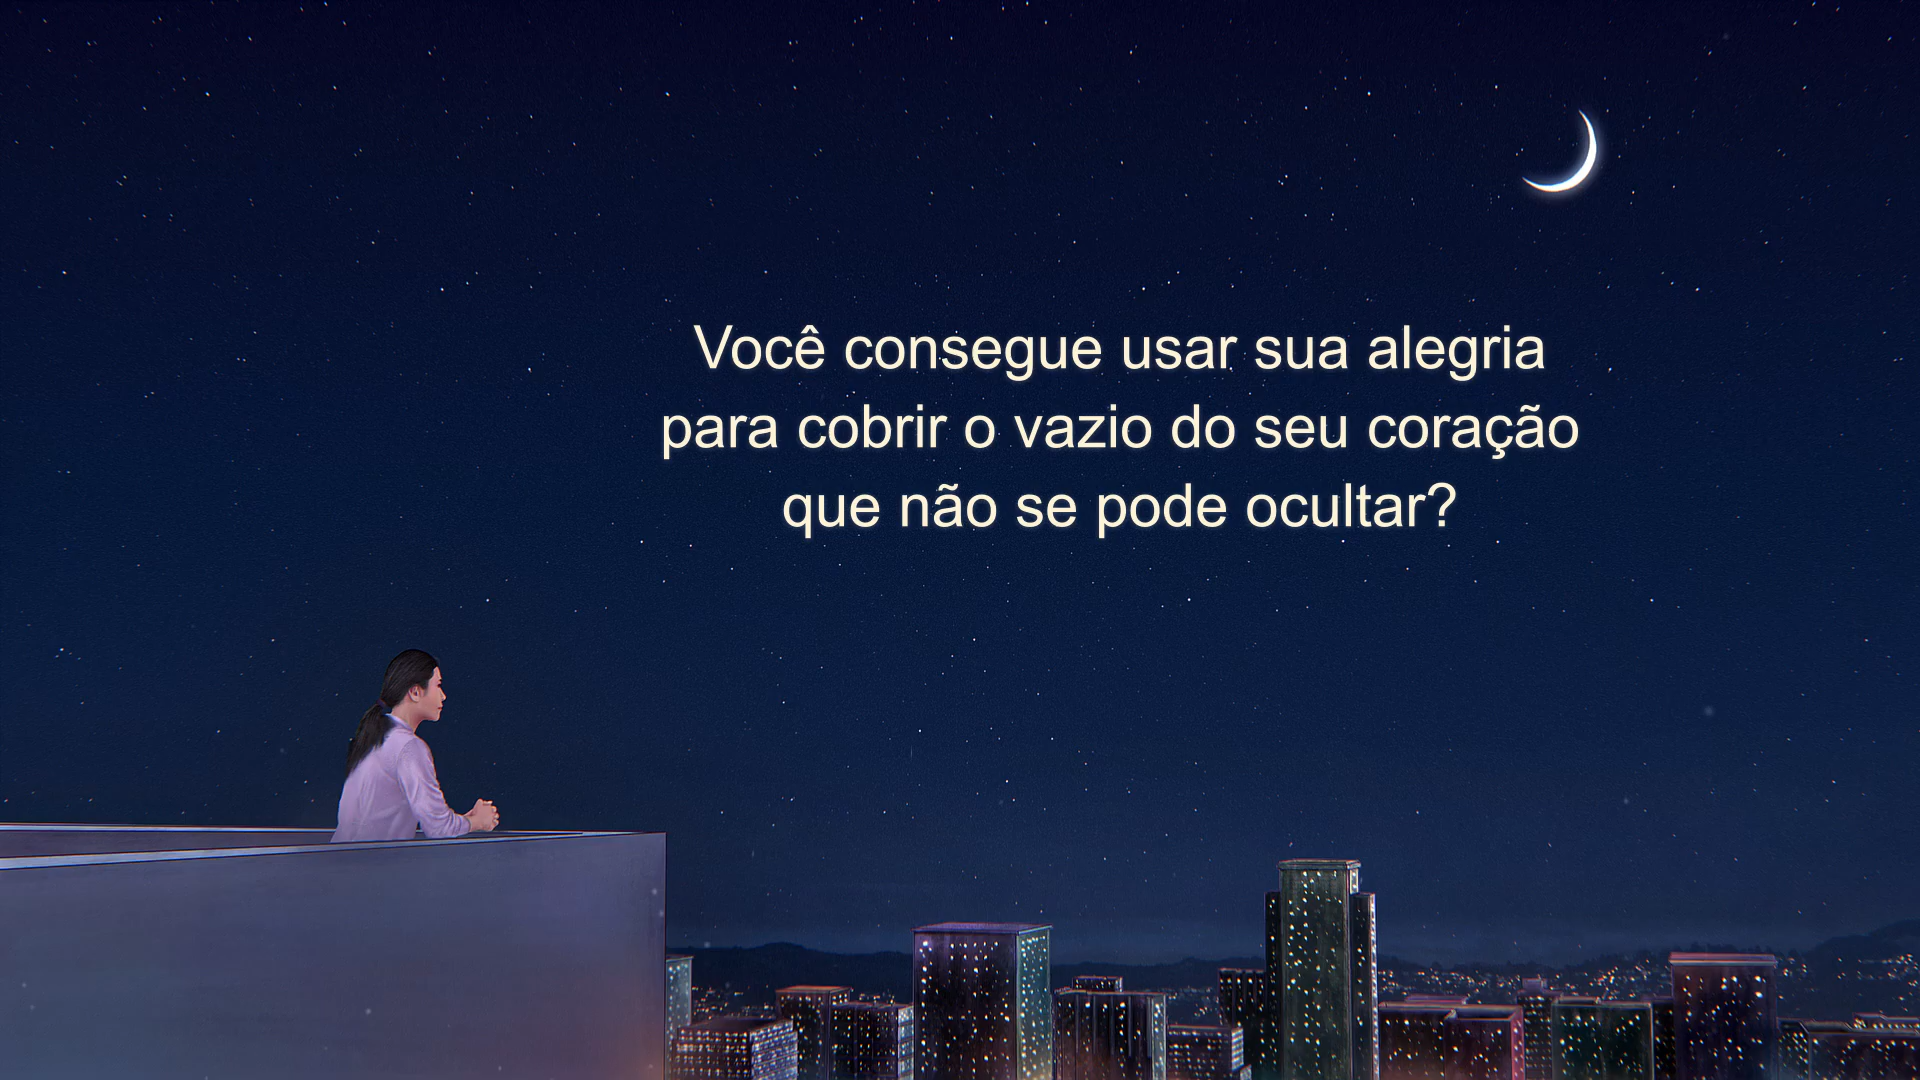 Você consegue usar sua alegria
para cobrir o vazio do seu coração
que não se pode ocultar?